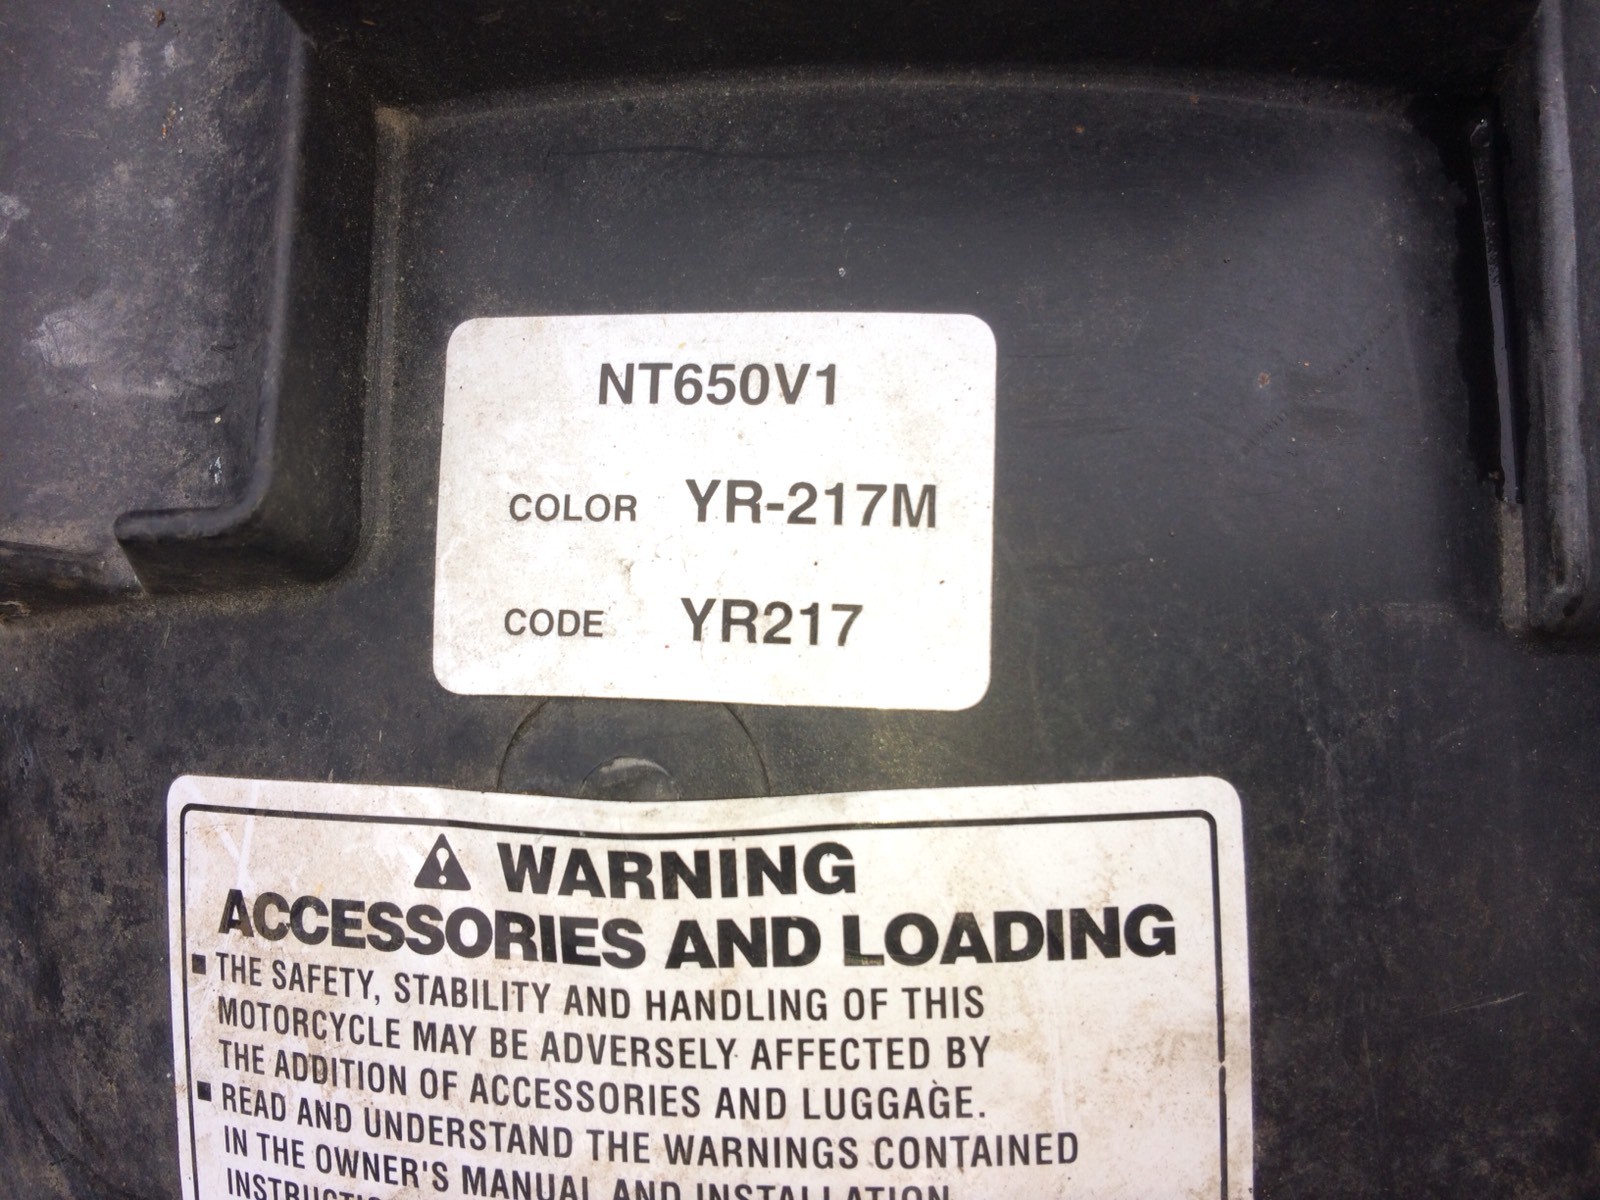 NT650V1
COLOR YR-217M
CODE YR217
WARNING
ACCESSORIES AND LOADING
■ THE SAFETY, STABILITY AND HANDLING OF THIS
MOTORCYCLE MAY BE ADVERSELY AFFECTED BY
THE ADDITION OF ACCESSORIES AND LUGGAGE.
■ READ AND UNDERSTAND THE WARNINGS CONTAINED
IN THE OWNER'S MANUAL AND INSTALLATION